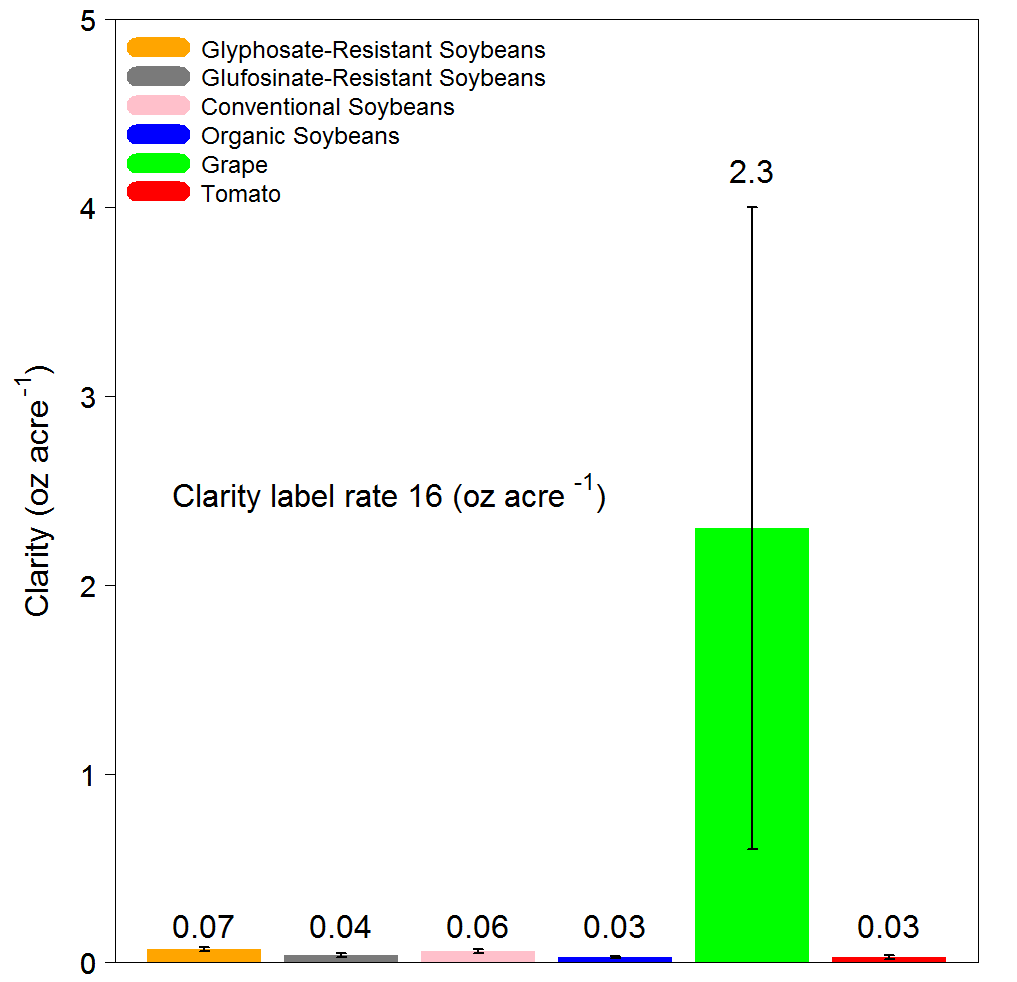 5
Glyphosate-Resistant Soybeans
Glufosinate-Resistant Soybeans
Conventional Soybeans
Organic Soybeans
Grape
Tomato
2.3
4
3
Clarity (oz acre⁻¹)
Clarity label rate 16 (oz acre ⁻¹)
2
1
0.07 0.04 0.06 0.03 0.03
0